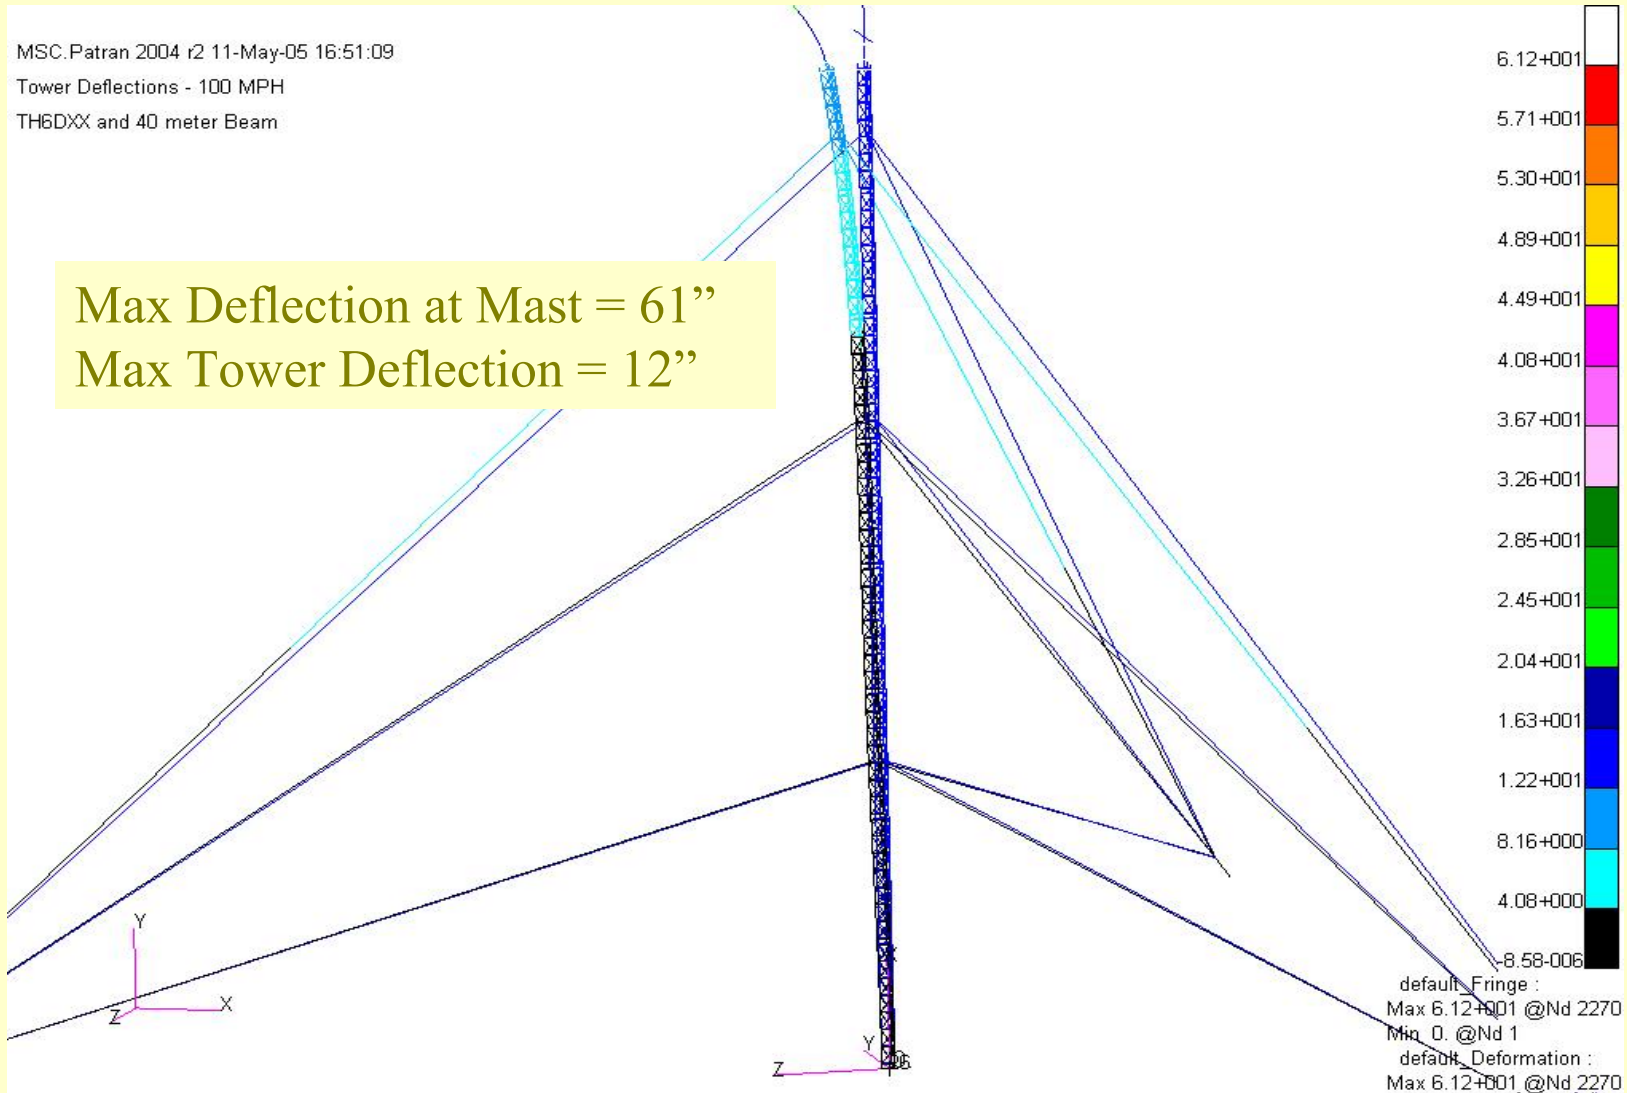 MSC.Patran 2004 r2 11-May-05 16:51:09
Tower Deflections - 100 MPH
TH6DXX and 40 meter Beam
Max Deflection at Mast = 61”
Max Tower Deflection = 12”
6.12+001
5.71+001
5.30+001
4.89+001
4.49+001
4.08+001
3.67+001
3.26+001
2.85+001
2.45+001
2.04+001
1.63+001
1.22+001
8.16+000
4.08+000
-8.58-006
default_Fringe :
Max 6.12+001 @Nd 2270
Min 0. @Nd 1
default_Deformation :
Max 6.12+001 @Nd 2270
Y
X
Z
Y
Z